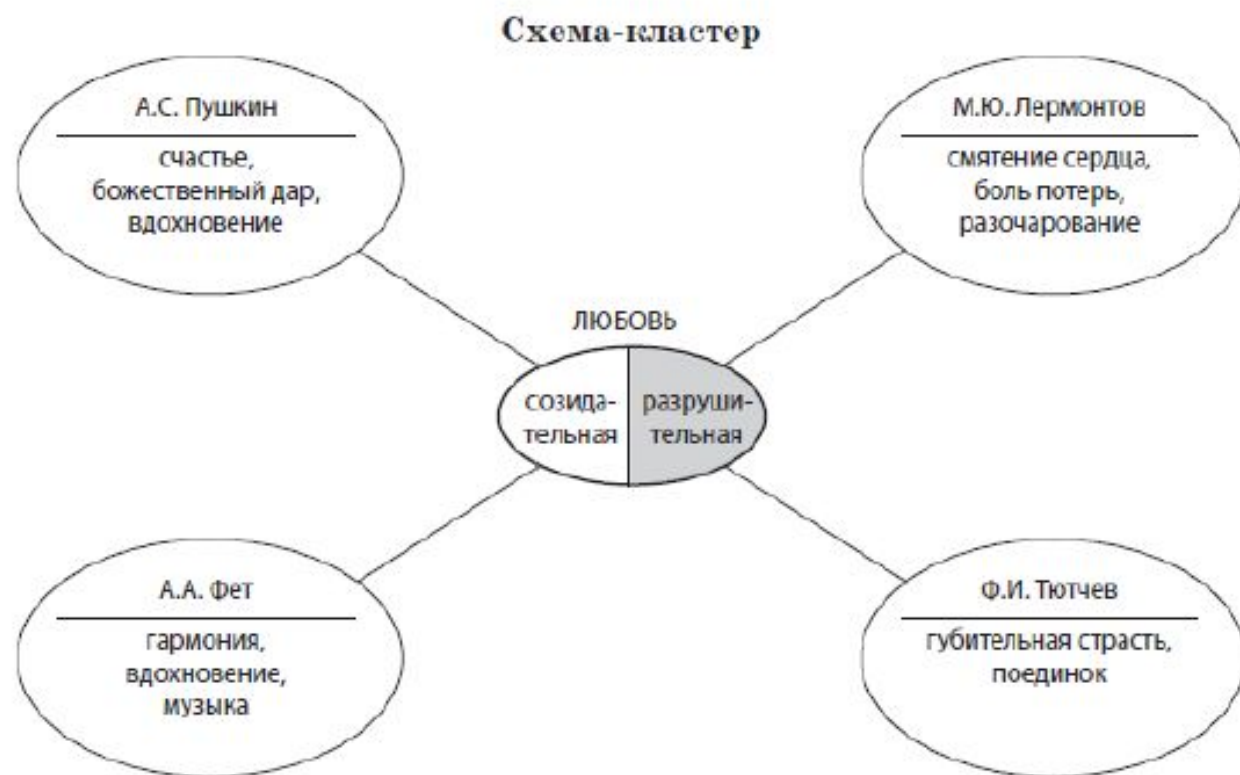 Схема-кластер
А.С. Пушкин
счастье,
божественный дар,
вдохновение
М.Ю. Лермонтов
смятение сердца,
боль потерь,
разочарование
ЛЮБОВЬ
созида-
тельная
разруши-
тельная
А.А. Фет
гармония,
вдохновение,
музыка
Ф.И. Тютчев
губительная страсть,
поединок